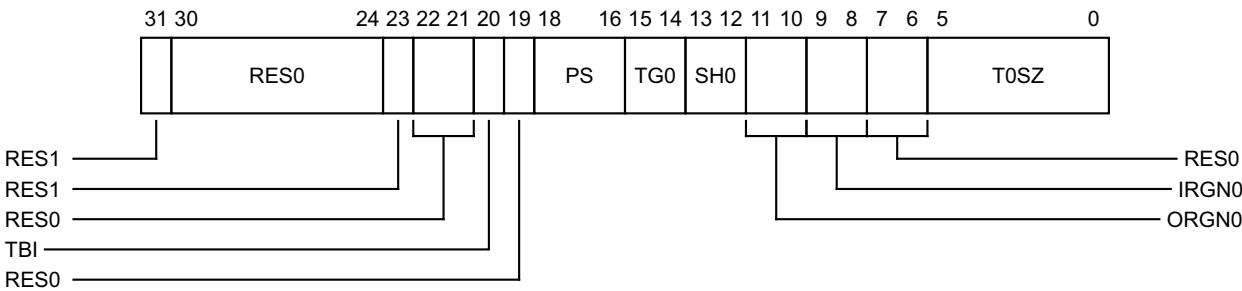 31 30 24 23 22 21 20 19 18 16 15 14 13 12 11 10 9 8 7 6 5 0
RES0 PS TG0 SH0 T0SZ
RES1 RES0
RES1 IRGN0
RES0 ORGN0
TBI
RES0